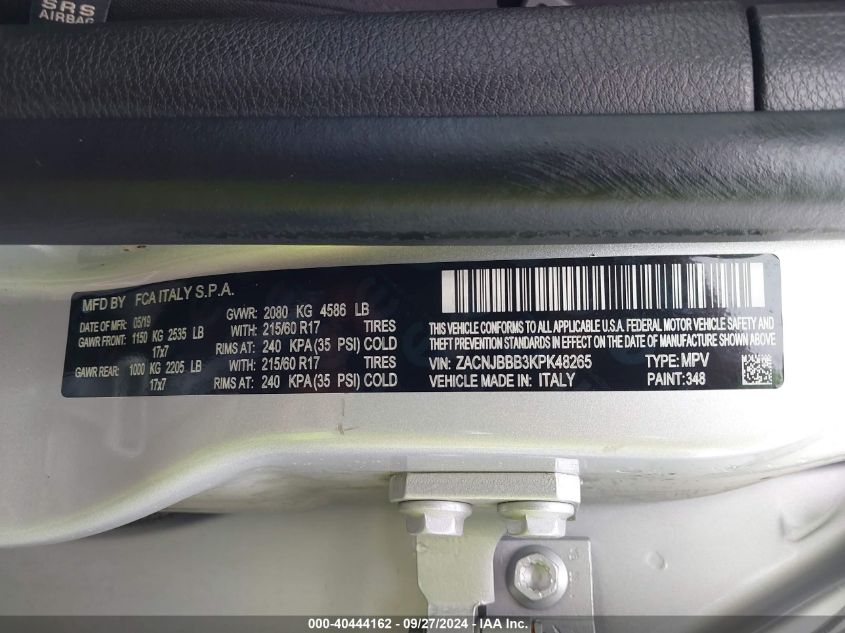 SRS
AIRBAG
MFD BY FCA ITALY S.P.A.
DATE OF MFR: 05/19
GVWR: 2080 KG 4586 LB
GAWR FRONT: 1150 KG 2535 LB WITH: 215/60 R17 TIRES
17x7 RIMS AT: 240 KPA (35 PSI) COLD
GAWR REAR: 1000 KG 2205 LB WITH: 215/60 R17 TIRES
17x7 RIMS AT: 240 KPA (35 PSI) COLD
THIS VEHICLE CONFORMS TO ALL APPLICABLE U.S.A. FEDERAL MOTOR VEHICLE SAFETY AND
THEFT PREVENTION STANDARDS IN EFFECT ON THE DATE OF MANUFACTURE SHOWN ABOVE.
VIN: ZACNJBBB3KPK48265 TYPE: MPV
VEHICLE MADE IN: ITALY PAINT: 348
000-40444162 - 09/27/2024 - IAA Inc.